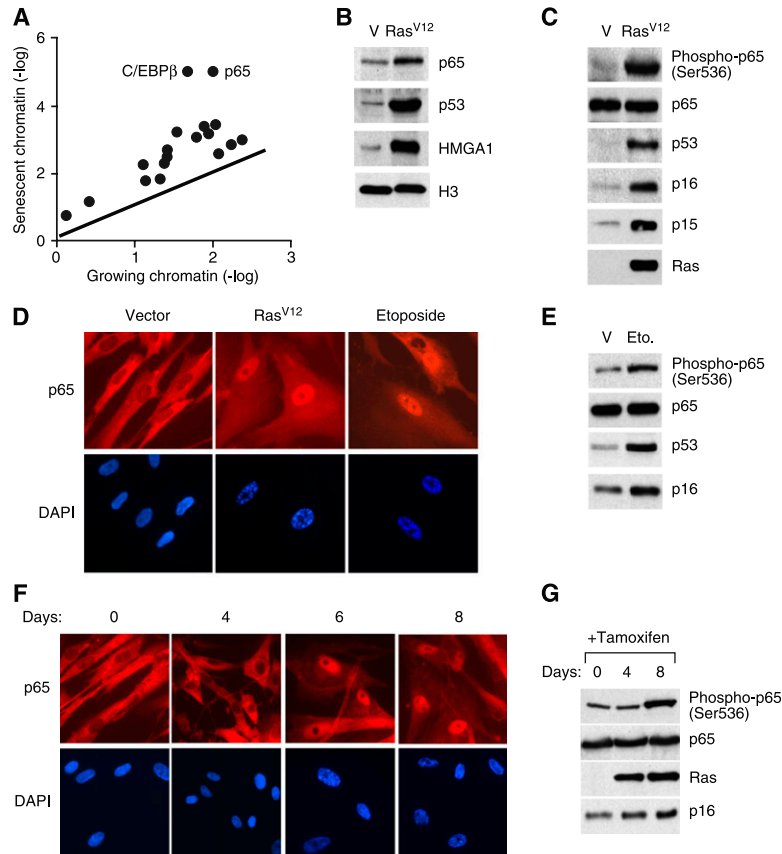 A
Senescent chromatin (-log)
6
4
2
0
C/EBPβ
p65
0
1
2
3
Growing chromatin (-log)
B
V Ras^V12
p65
p53
HMGA1
H3
C
V Ras^V12
Phospho-p65
(Ser536)
p65
p53
p16
p15
Ras
D
Vector Ras^V12 Etoposide
p65
DAPI
E
V Eto.
Phospho-p65
(Ser536)
p65
p53
p16
F
Days: 0 4 6 8
p65
DAPI
G
+Tamoxifen
Days: 0 4 8
Phospho-p65
(Ser536)
p65
Ras
p16